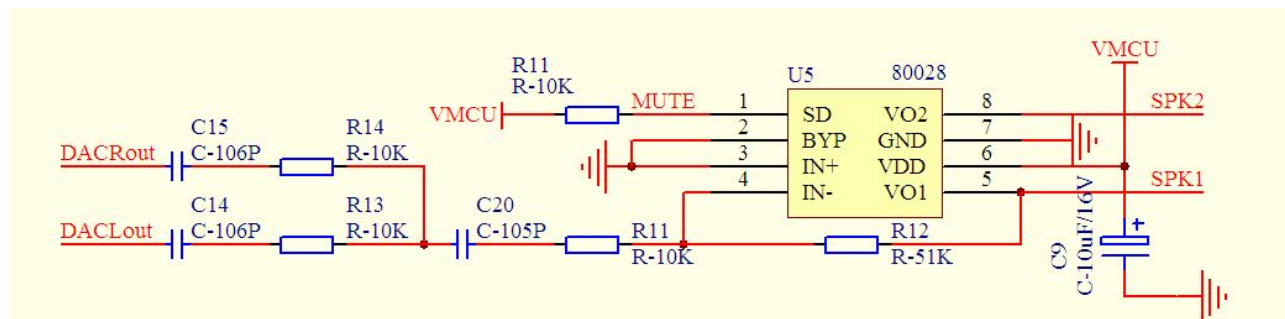 VMCU
R11
R-10K
U5
80028
VMCU
MUTE
1
SD
VO2
8
SPK2
C15
C-106P
R14
R-10K
2
BYP
GND
7
DACRout
3
IN+
VDD
6
4
IN-
VO1
5
SPK1
C14
C-106P
R13
R-10K
C20
C-105P
DACLout
R11
R-10K
R12
R-51K
C9
C-10uF/16V
+